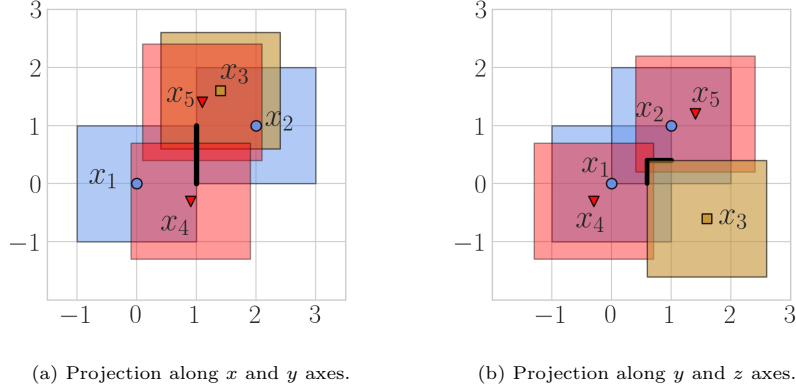 3
2
1
0
−1
x1
x2
x3
x4
x5
−1 0 1 2 3
(a) Projection along x and y axes.
3
2
1
0
−1
x5
x2
x1
x4
x3
−1 0 1 2 3
(b) Projection along y and z axes.